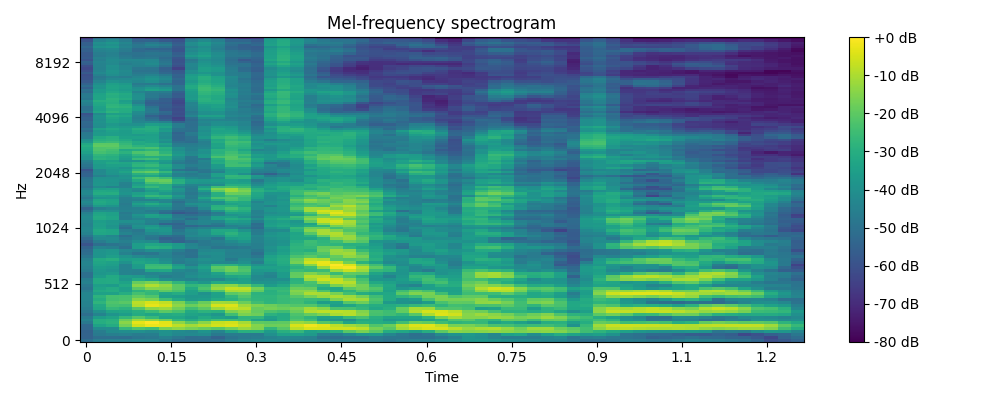 Mel-frequency spectrogram
+0 dB
8192
-10 dB
4096
-20 dB
-30 dB
2048
Hz
-40 dB
1024
-50 dB
512
-60 dB
-70 dB
0
-80 dB
0 0.15 0.3 0.45 0.6 0.75 0.9 1.1 1.2
Time